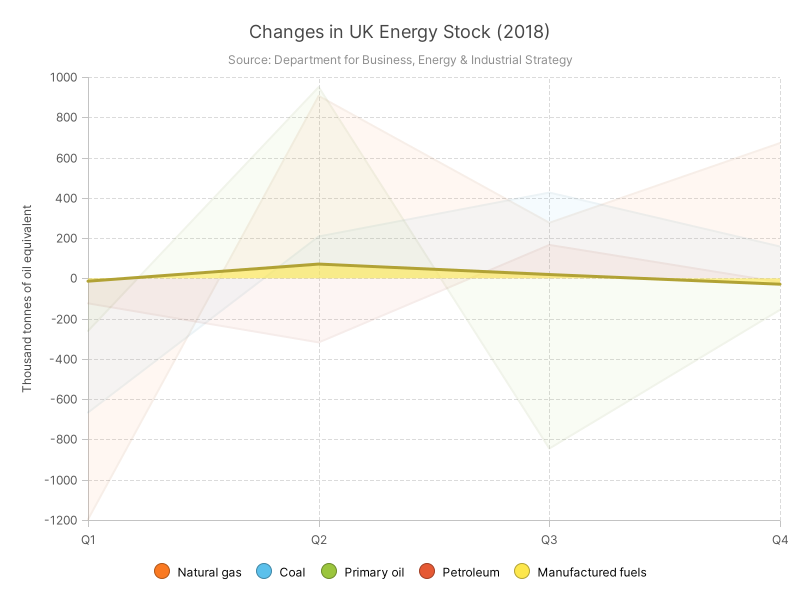 Changes in UK Energy Stock (2018)
Source: Department for Business, Energy & Industrial Strategy
Thousand tonnes of oil equivalent
1000
800
600
400
200
0
-200
-400
-600
-800
-1000
-1200
Q1 Q2 Q3 Q4
Natural gas Coal Primary oil Petroleum Manufactured fuels